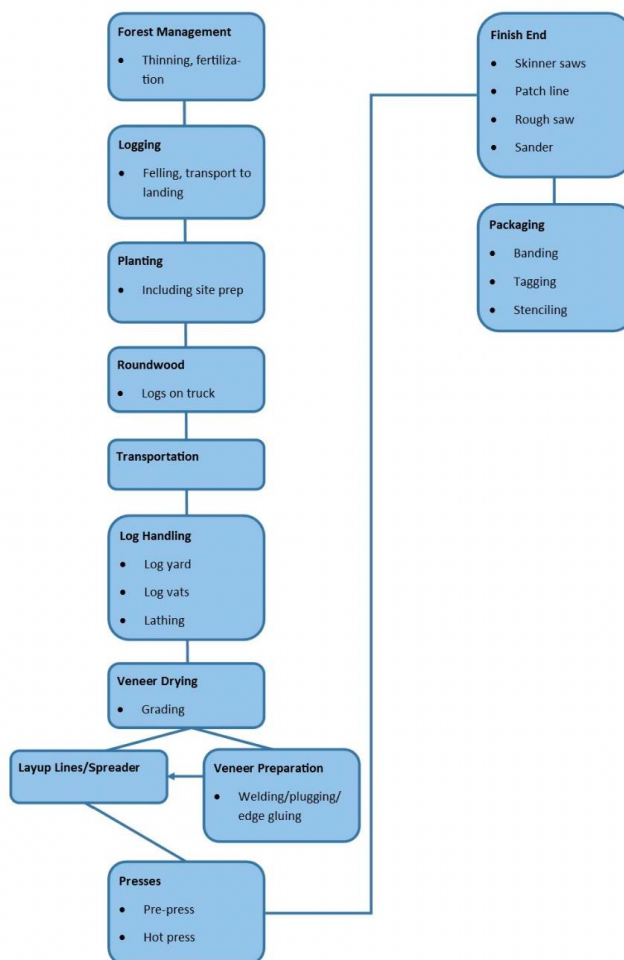 Forest Management
• Thinning, fertiliza-
tion
Logging
• Felling, transport to
landing
Planting
• Including site prep
Roundwood
• Logs on truck
Transportation
Log Handling
• Log yard
• Log vats
• Lathing
Veneer Drying
• Grading
Layup Lines/Spreader
Veneer Preparation
• Welding/plugging/
edge gluing
Presses
• Pre-press
• Hot press
Finish End
• Skinner saws
• Patch line
• Rough saw
• Sander
Packaging
• Banding
• Tagging
• Stenciling